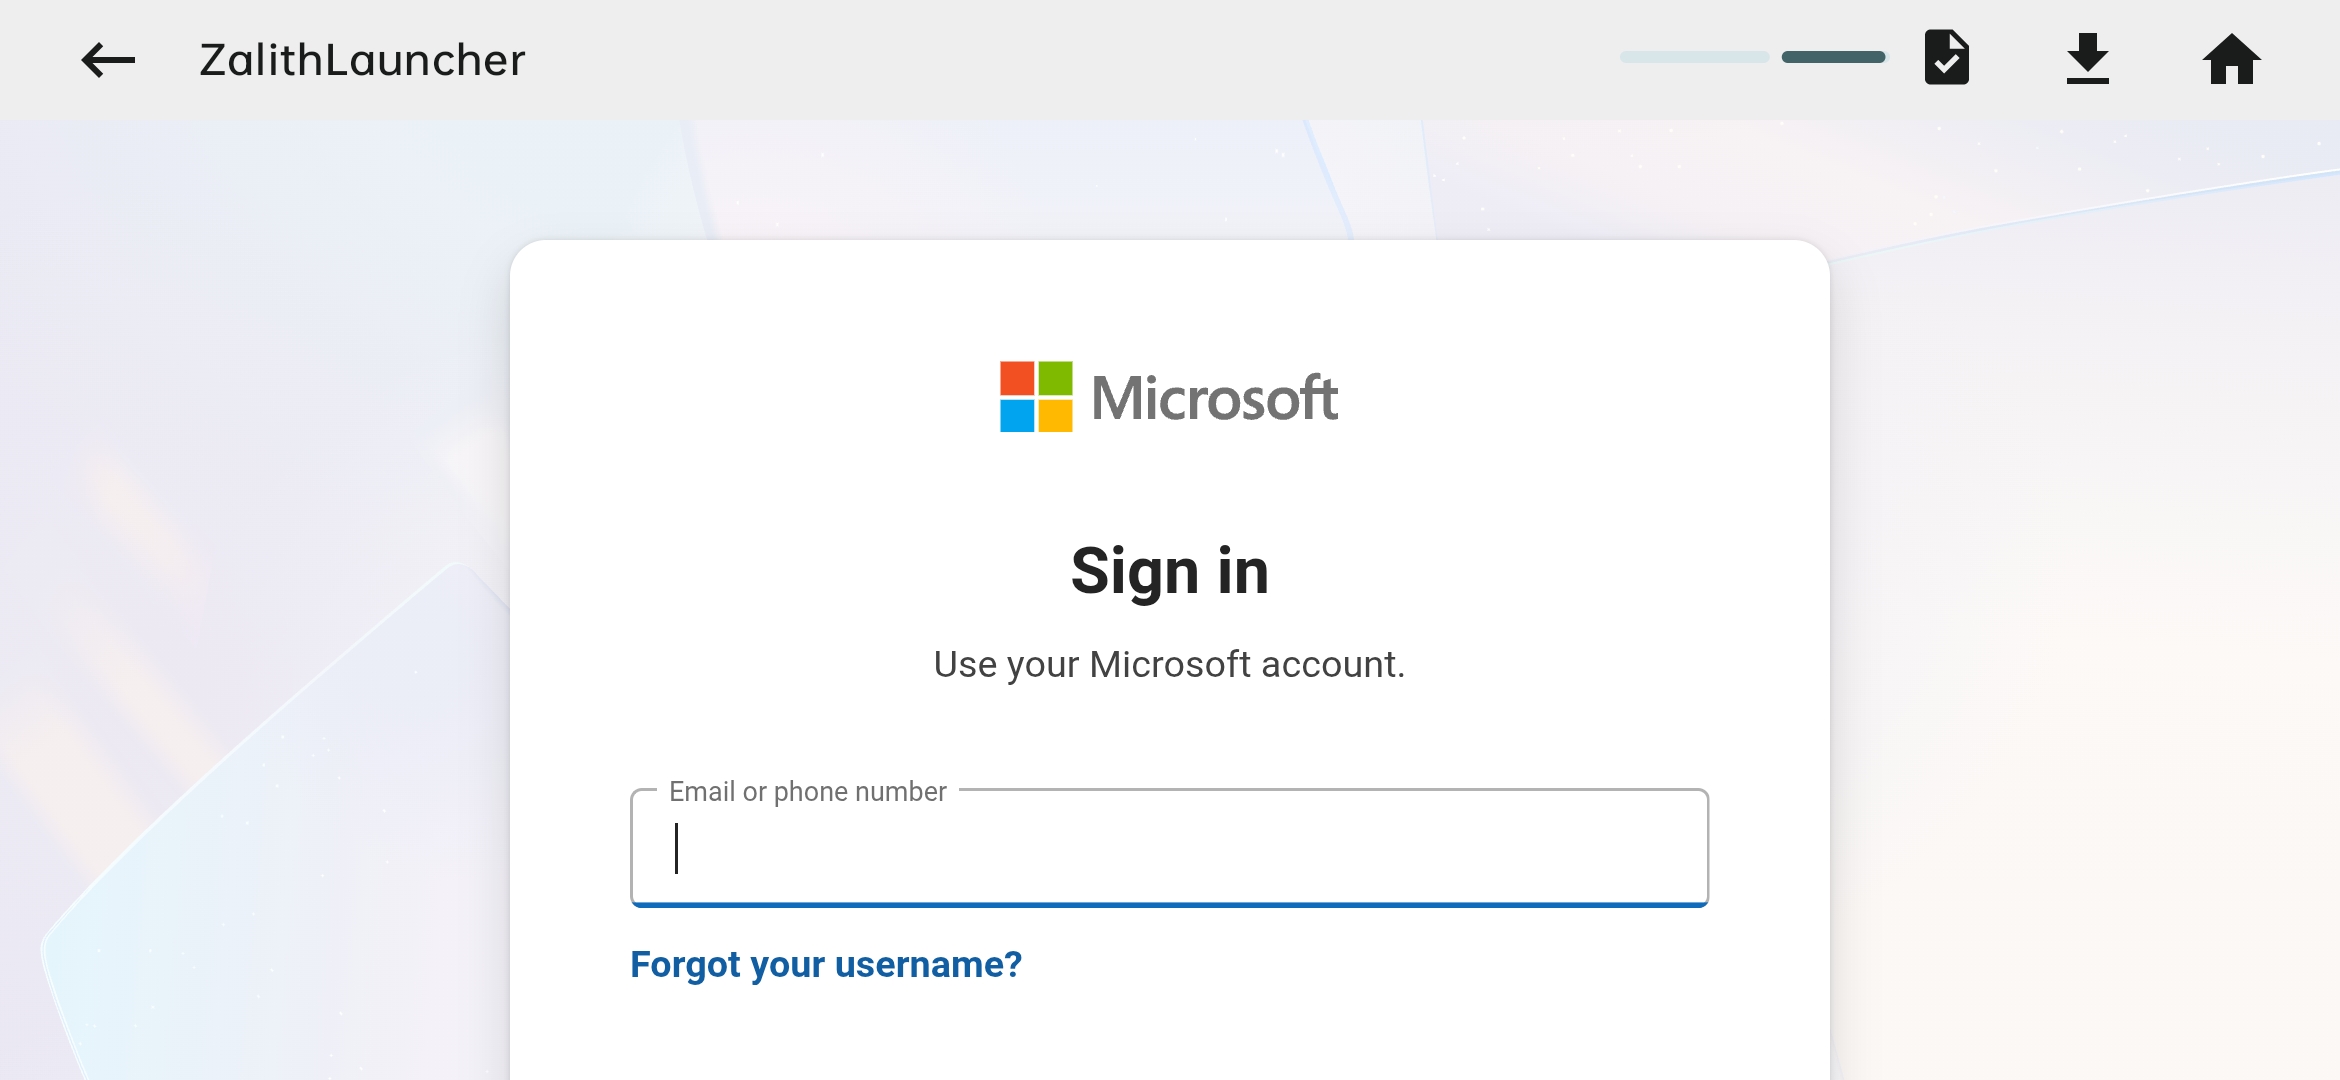 ZalithLauncher
Microsoft
Sign in
Use your Microsoft account.
Email or phone number
Forgot your username?